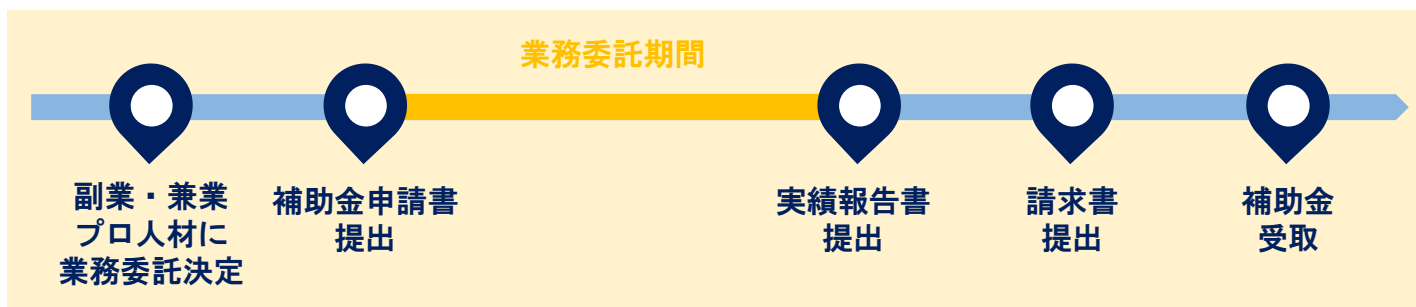 業務委託期間
副業・兼業
プロ人材に
業務委託決定
補助金申請書
提出
実績報告書
提出
請求書
提出
補助金
受取